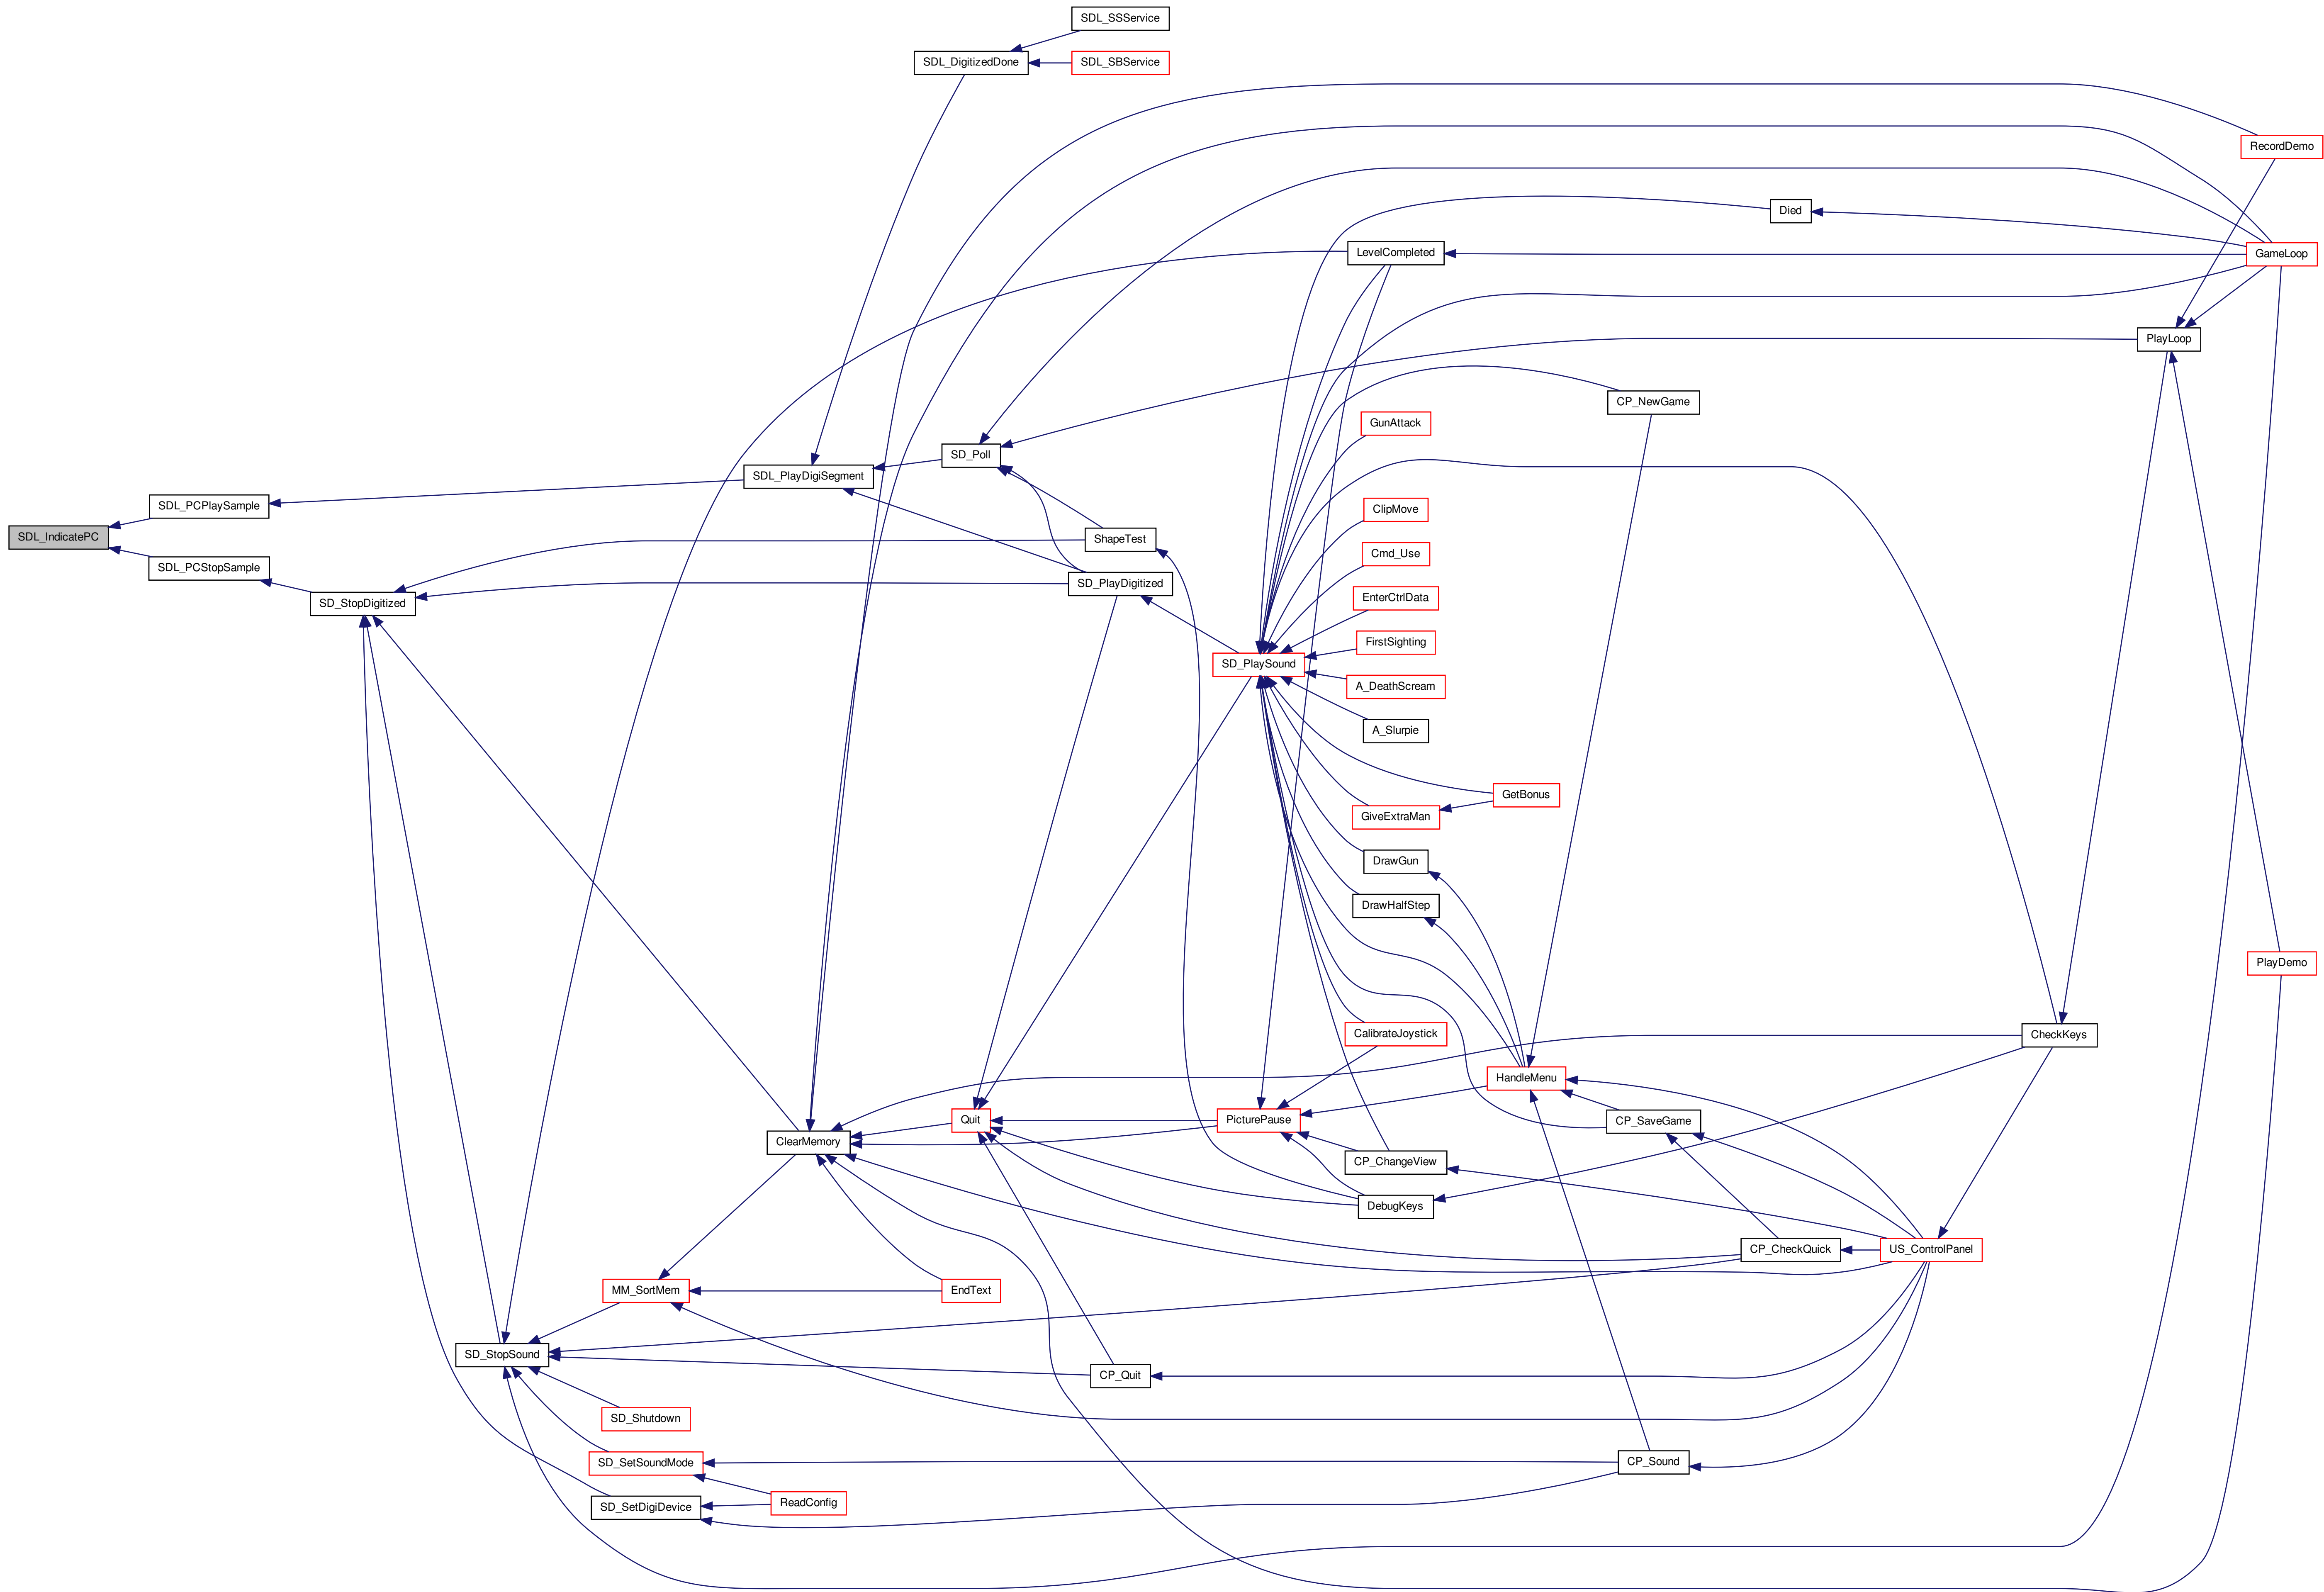 SDL_SSService
SDL_DigitizedDone
SDL_SBService
RecordDemo
Died
LevelCompleted
GameLoop
PlayLoop
CP_NewGame
GunAttack
SD_Poll
SDL_PlayDigiSegment
SDL_PCPlaySample
ClipMove
SDL_IndicatePC
ShapeTest
Cmd_Use
SDL_PCStopSample
SD_PlayDigitized
EnterCtrlData
SD_StopDigitized
FirstSighting
SD_PlaySound
A_DeathScream
A_Slurpie
GetBonus
GiveExtraMan
DrawGun
DrawHalfStep
PlayDemo
CalibrateJoystick
CheckKeys
HandleMenu
Quit
PicturePause
CP_SaveGame
ClearMemory
CP_ChangeView
DebugKeys
CP_CheckQuick
US_ControlPanel
MM_SortMem
EndText
SD_StopSound
CP_Quit
SD_Shutdown
SD_SetSoundMode
CP_Sound
ReadConfig
SD_SetDigiDevice